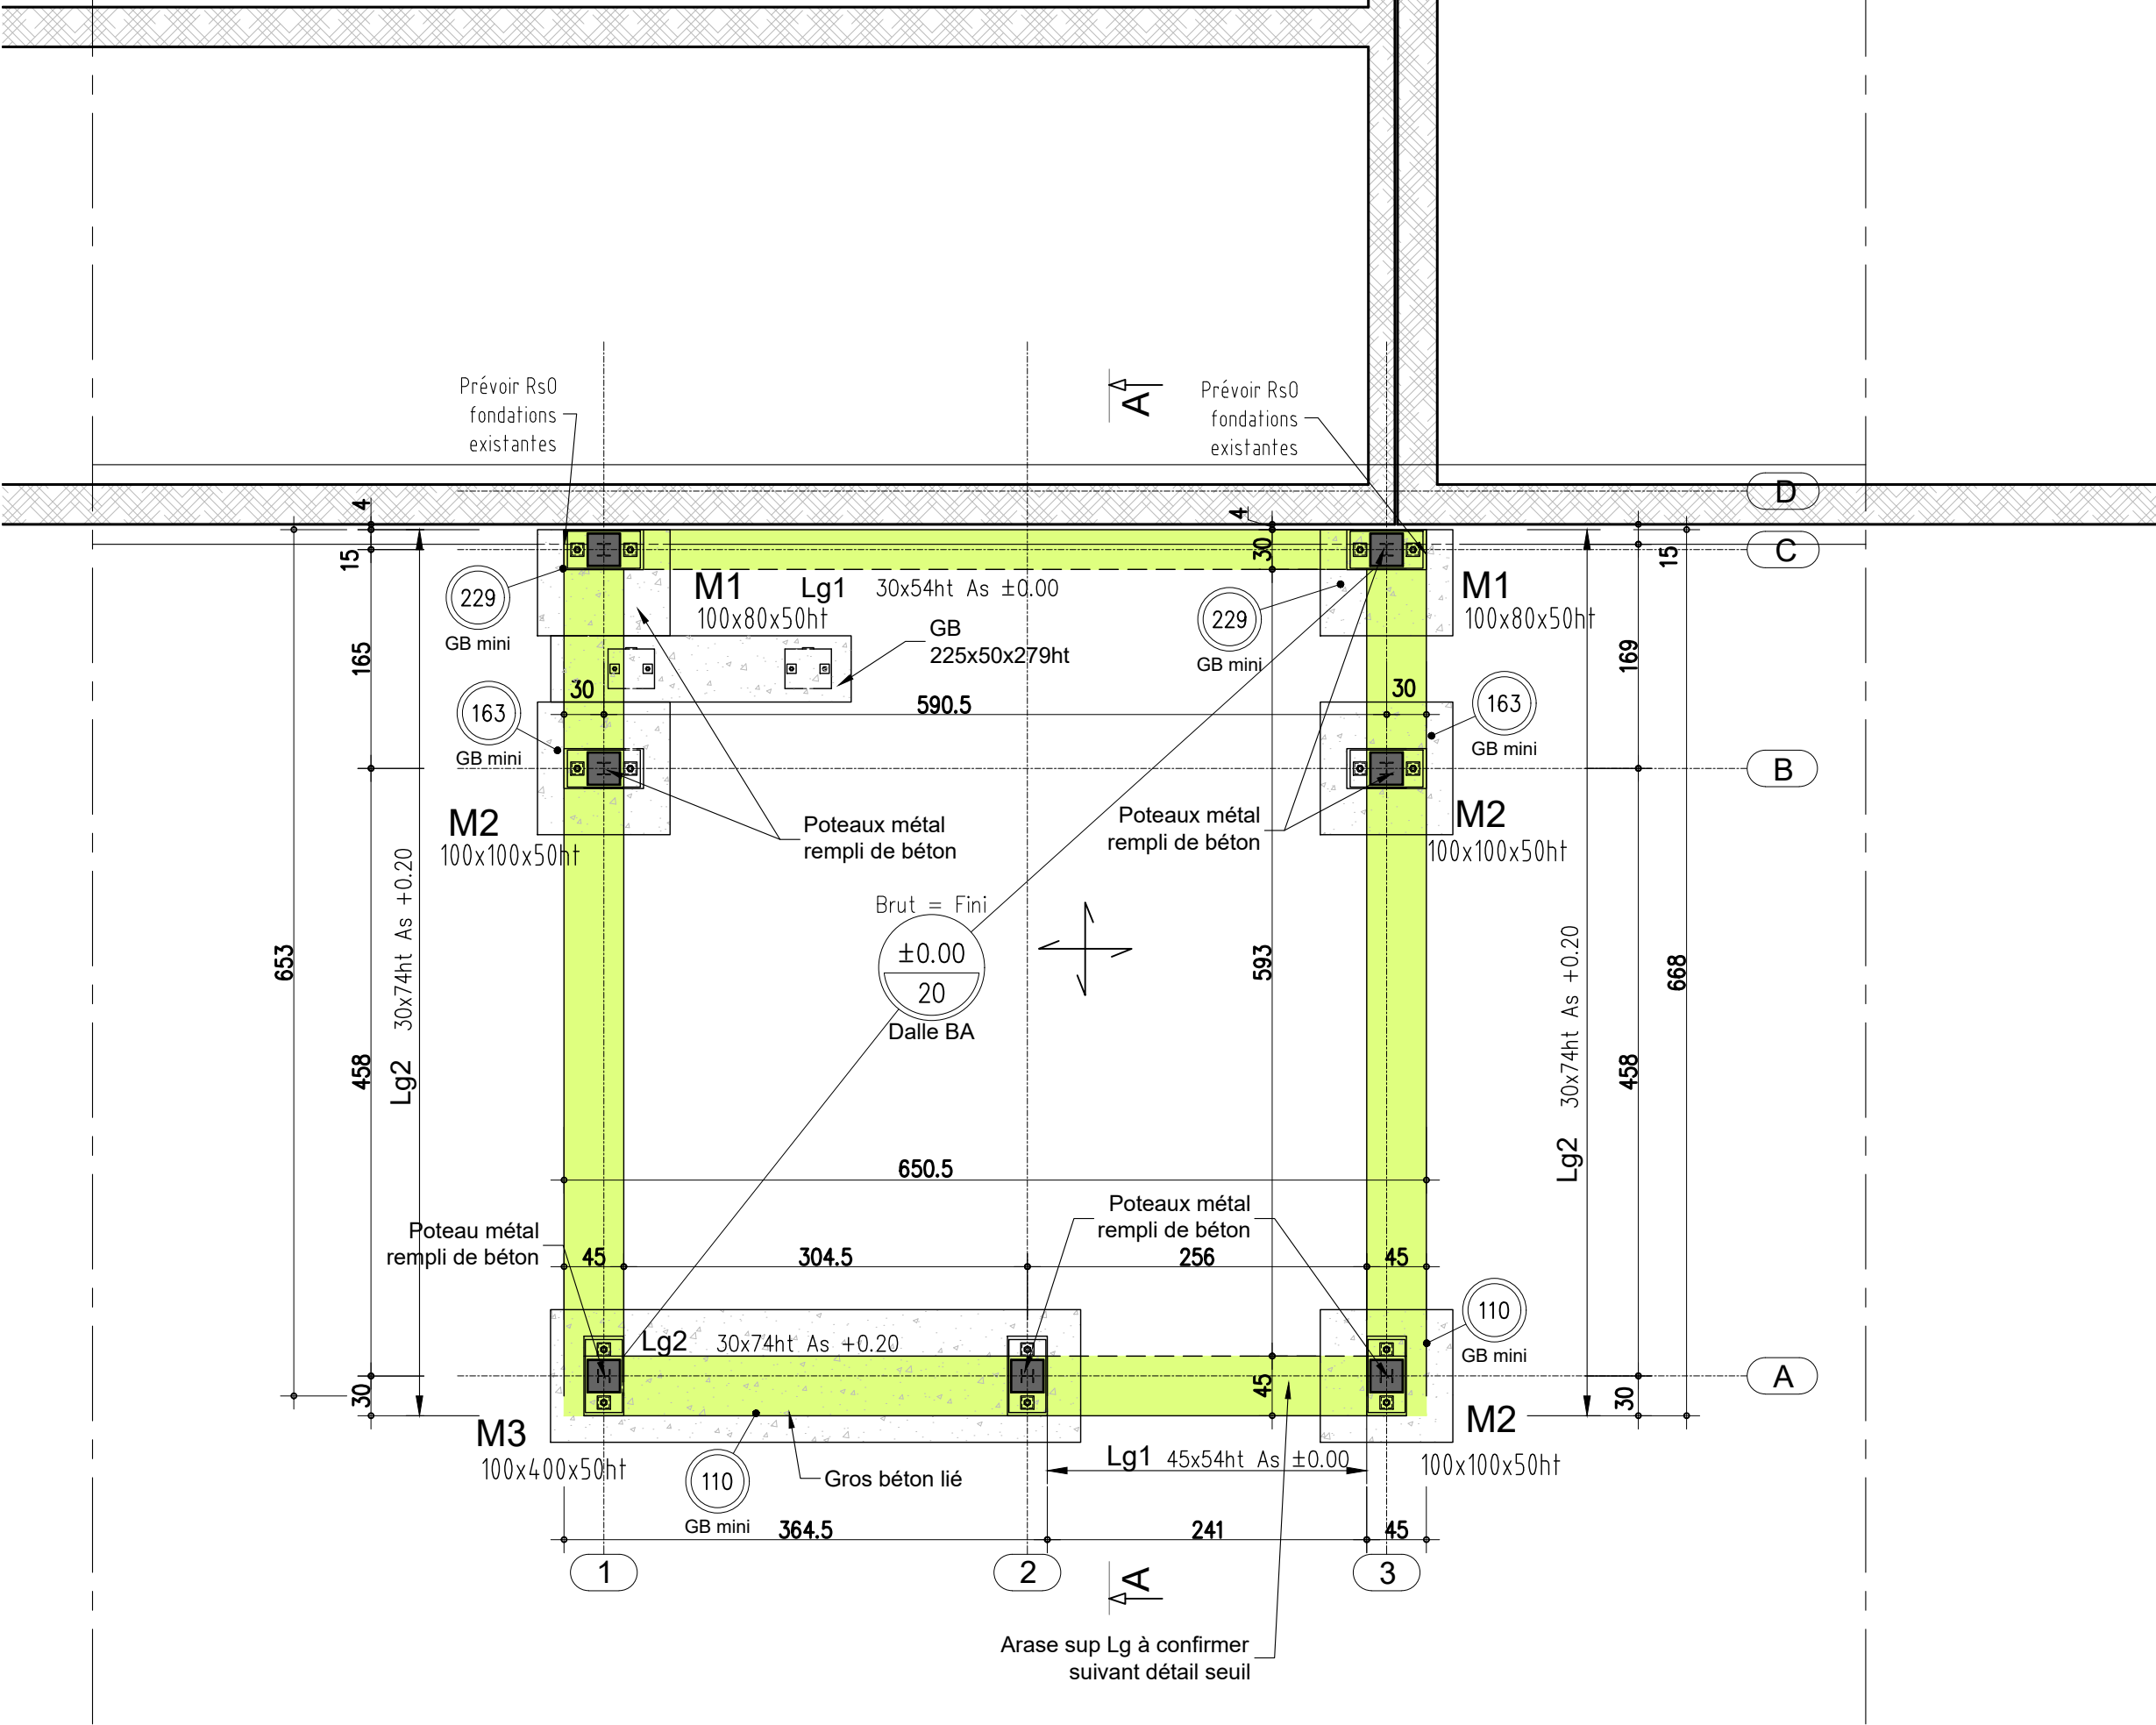 Prévoir Rs0
fondations
existantes
A
Prévoir Rs0
fondations
existantes
D
4
4
C
15
30
15
229
GB mini
M1
100x80x50ht
Lg1 30x54ht As ±0.00
229
GB mini
M1
100x80x50ht
GB
225x50x279ht
165
169
30
590.5
30
163
GB mini
163
GB mini
B
M2
100x100x50ht
Poteaux métal
rempli de béton
Poteaux métal
rempli de béton
M2
100x100x50ht
Brut = Fini
±0.00
20
Dalle BA
653
458
Lg2 30x74ht As +0.20
593
Lg2 30x74ht As +0.20
458
668
650.5
Poteau métal
rempli de béton
Poteaux métal
rempli de béton
45
304.5
256
45
110
GB mini
Lg2 30x74ht As +0.20
A
30
45
30
M3
100x400x50ht
110
GB mini
Gros béton lié
Lg1 45x54ht As ±0.00
M2
100x100x50ht
364.5
241
45
1
2
3
A
Arase sup Lg à confirmer
suivant détail seuil